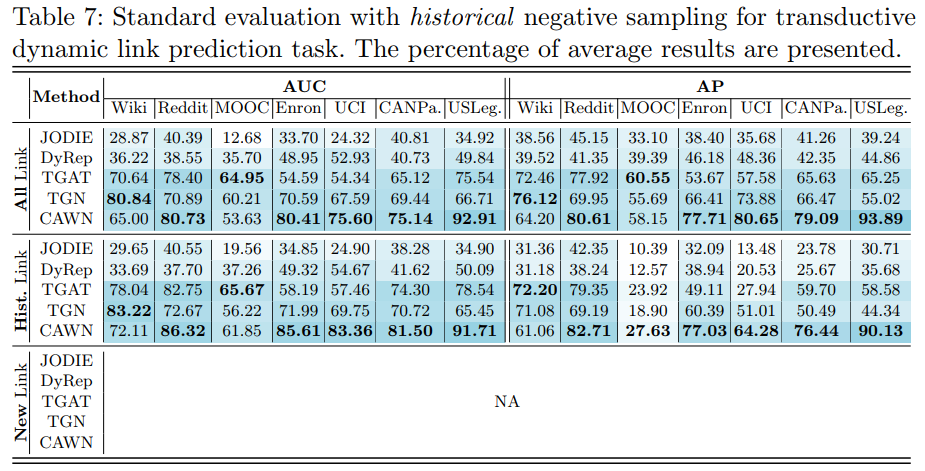 Table 7: Standard evaluation with historical negative sampling for transductive
dynamic link prediction task. The percentage of average results are presented.
Method AUC AP
Wiki Reddit MOOC Enron UCI CANPa. USLeg. Wiki Reddit MOOC Enron UCI CANPa. USLeg.
All Link
JODIE 28.87 40.39 12.68 33.70 24.32 40.81 34.92 38.56 45.15 33.10 38.40 35.68 41.26 39.24
DyRep 36.22 38.55 35.70 48.95 52.93 40.73 49.84 39.52 41.35 39.39 46.18 48.36 42.35 44.86
TGAT 70.64 78.40 64.95 54.59 54.34 65.12 75.54 72.46 77.92 60.55 53.67 57.58 65.63 65.25
TGN 80.84 70.89 60.21 70.59 67.59 69.44 66.71 76.12 69.95 55.69 66.41 73.88 66.47 55.02
CAWN 65.00 80.73 53.63 80.41 75.60 75.14 92.91 64.20 80.61 58.15 77.71 80.65 79.09 93.89
Hist. Link
JODIE 29.65 40.55 19.56 34.85 24.90 38.28 34.90 31.36 42.35 10.39 32.09 13.48 23.78 30.71
DyRep 33.69 37.70 37.26 49.32 54.67 41.62 50.09 31.18 38.24 12.57 38.94 20.53 25.67 35.68
TGAT 78.04 82.75 65.67 58.19 57.46 74.30 78.54 72.20 79.35 23.92 49.11 27.94 59.70 58.58
TGN 83.22 72.67 56.22 71.99 69.75 70.72 65.45 71.08 69.19 18.90 60.39 51.01 50.49 44.34
CAWN 72.11 86.32 61.85 85.61 83.36 81.50 91.71 61.06 82.71 27.63 77.03 64.28 76.44 90.13
New Link
JODIE
DyRep
TGAT NA
TGN
CAWN